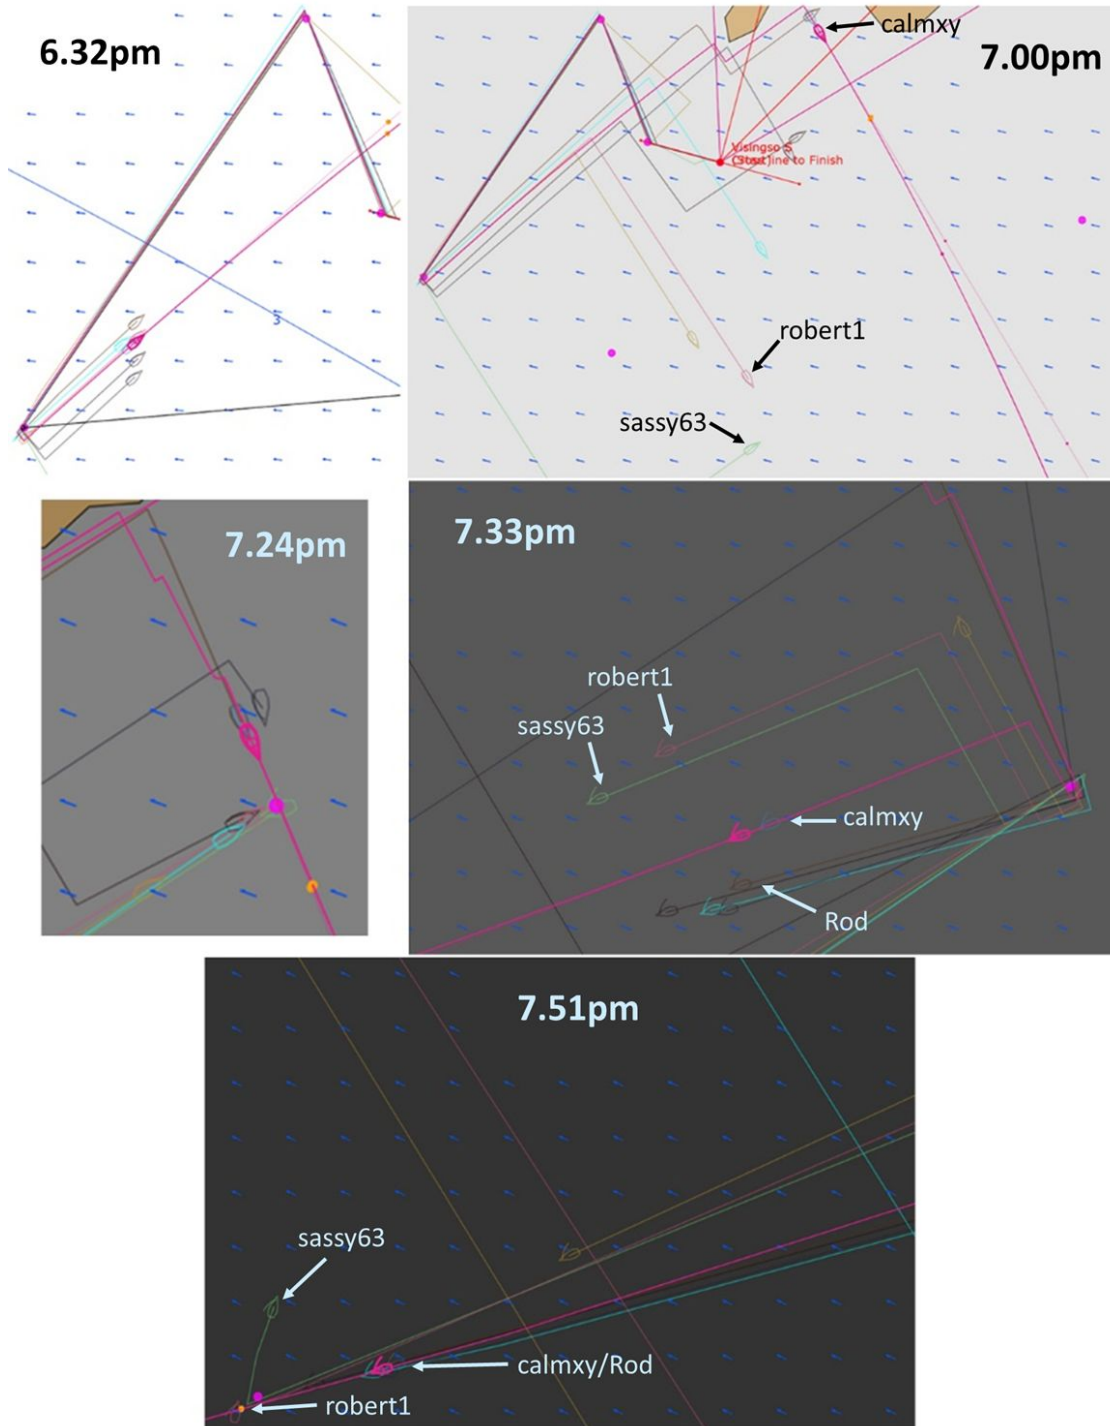 6.32pm
3
calmxy
7.00pm
Visingso S
line to Finish
robert1
sassy63
7.24pm
7.33pm
robert1
sassy63
calmxy
Rod
7.51pm
sassy63
calmxy/Rod
robert1